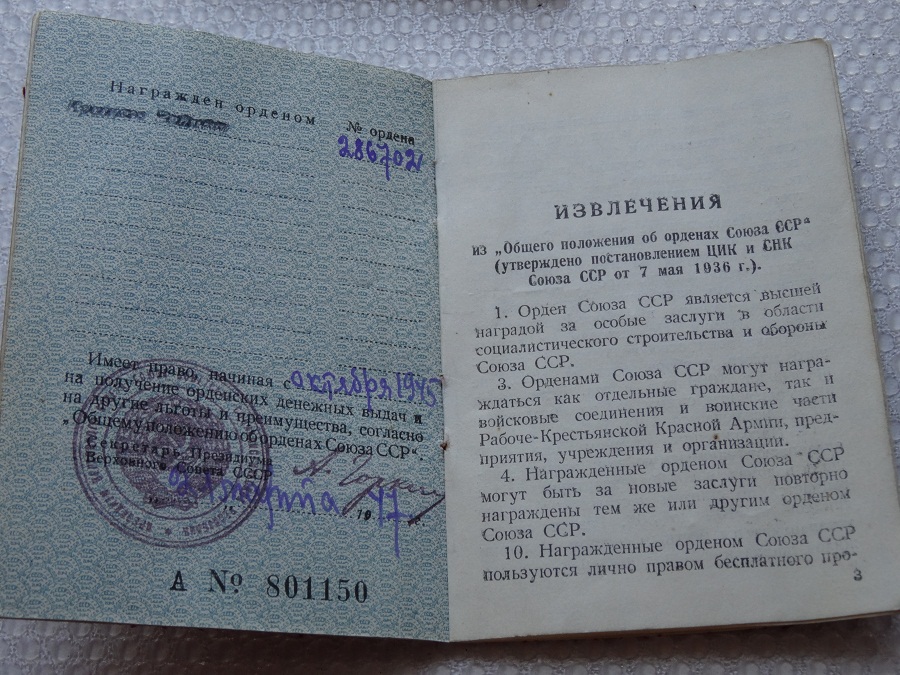 Награжден орденом
№ ордена
286702
Имеет право, начиная с октября 1945
на получение орденских денежных выдач и
на другие льготы и преимущества, согласно
„Общему положению об орденах Союза ССР“.
Секретарь Президиума
Верховного Совета СССР
А. Горкин
21 марта 1947 г.
А № 801150
ИЗВЛЕЧЕНИЯ
из „Общего положения об орденах Союза ССР“
(утверждено постановлением ЦИК и СНК
Союза ССР от 7 мая 1936 г.).
1. Орден Союза ССР является высшей
наградой за особые заслуги в области
социалистического строительства и обороны
Союза ССР.
3. Орденами Союза ССР могут награ-
ждаться как отдельные граждане, так и
войсковые соединения и воинские части
Рабоче-Крестьянской Красной Армии, пред-
приятия, учреждения и организации.
4. Награжденные орденом Союза ССР
могут быть за новые заслуги повторно
награждены тем же или другим орденом
Союза ССР.
10. Награжденные орденом Союза ССР
пользуются лично правом бесплатного про-
3